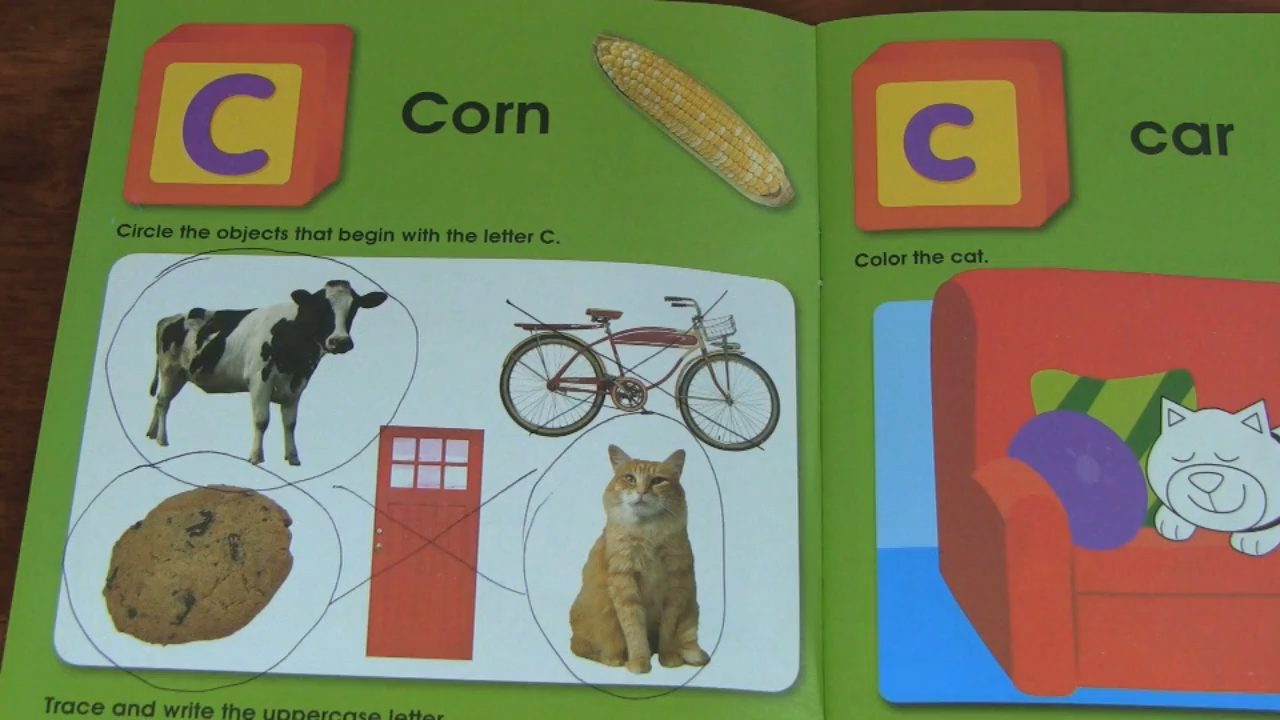 C Corn
Circle the objects that begin with the letter C.
Trace and write the uppercase letter
c car
Color the cat.